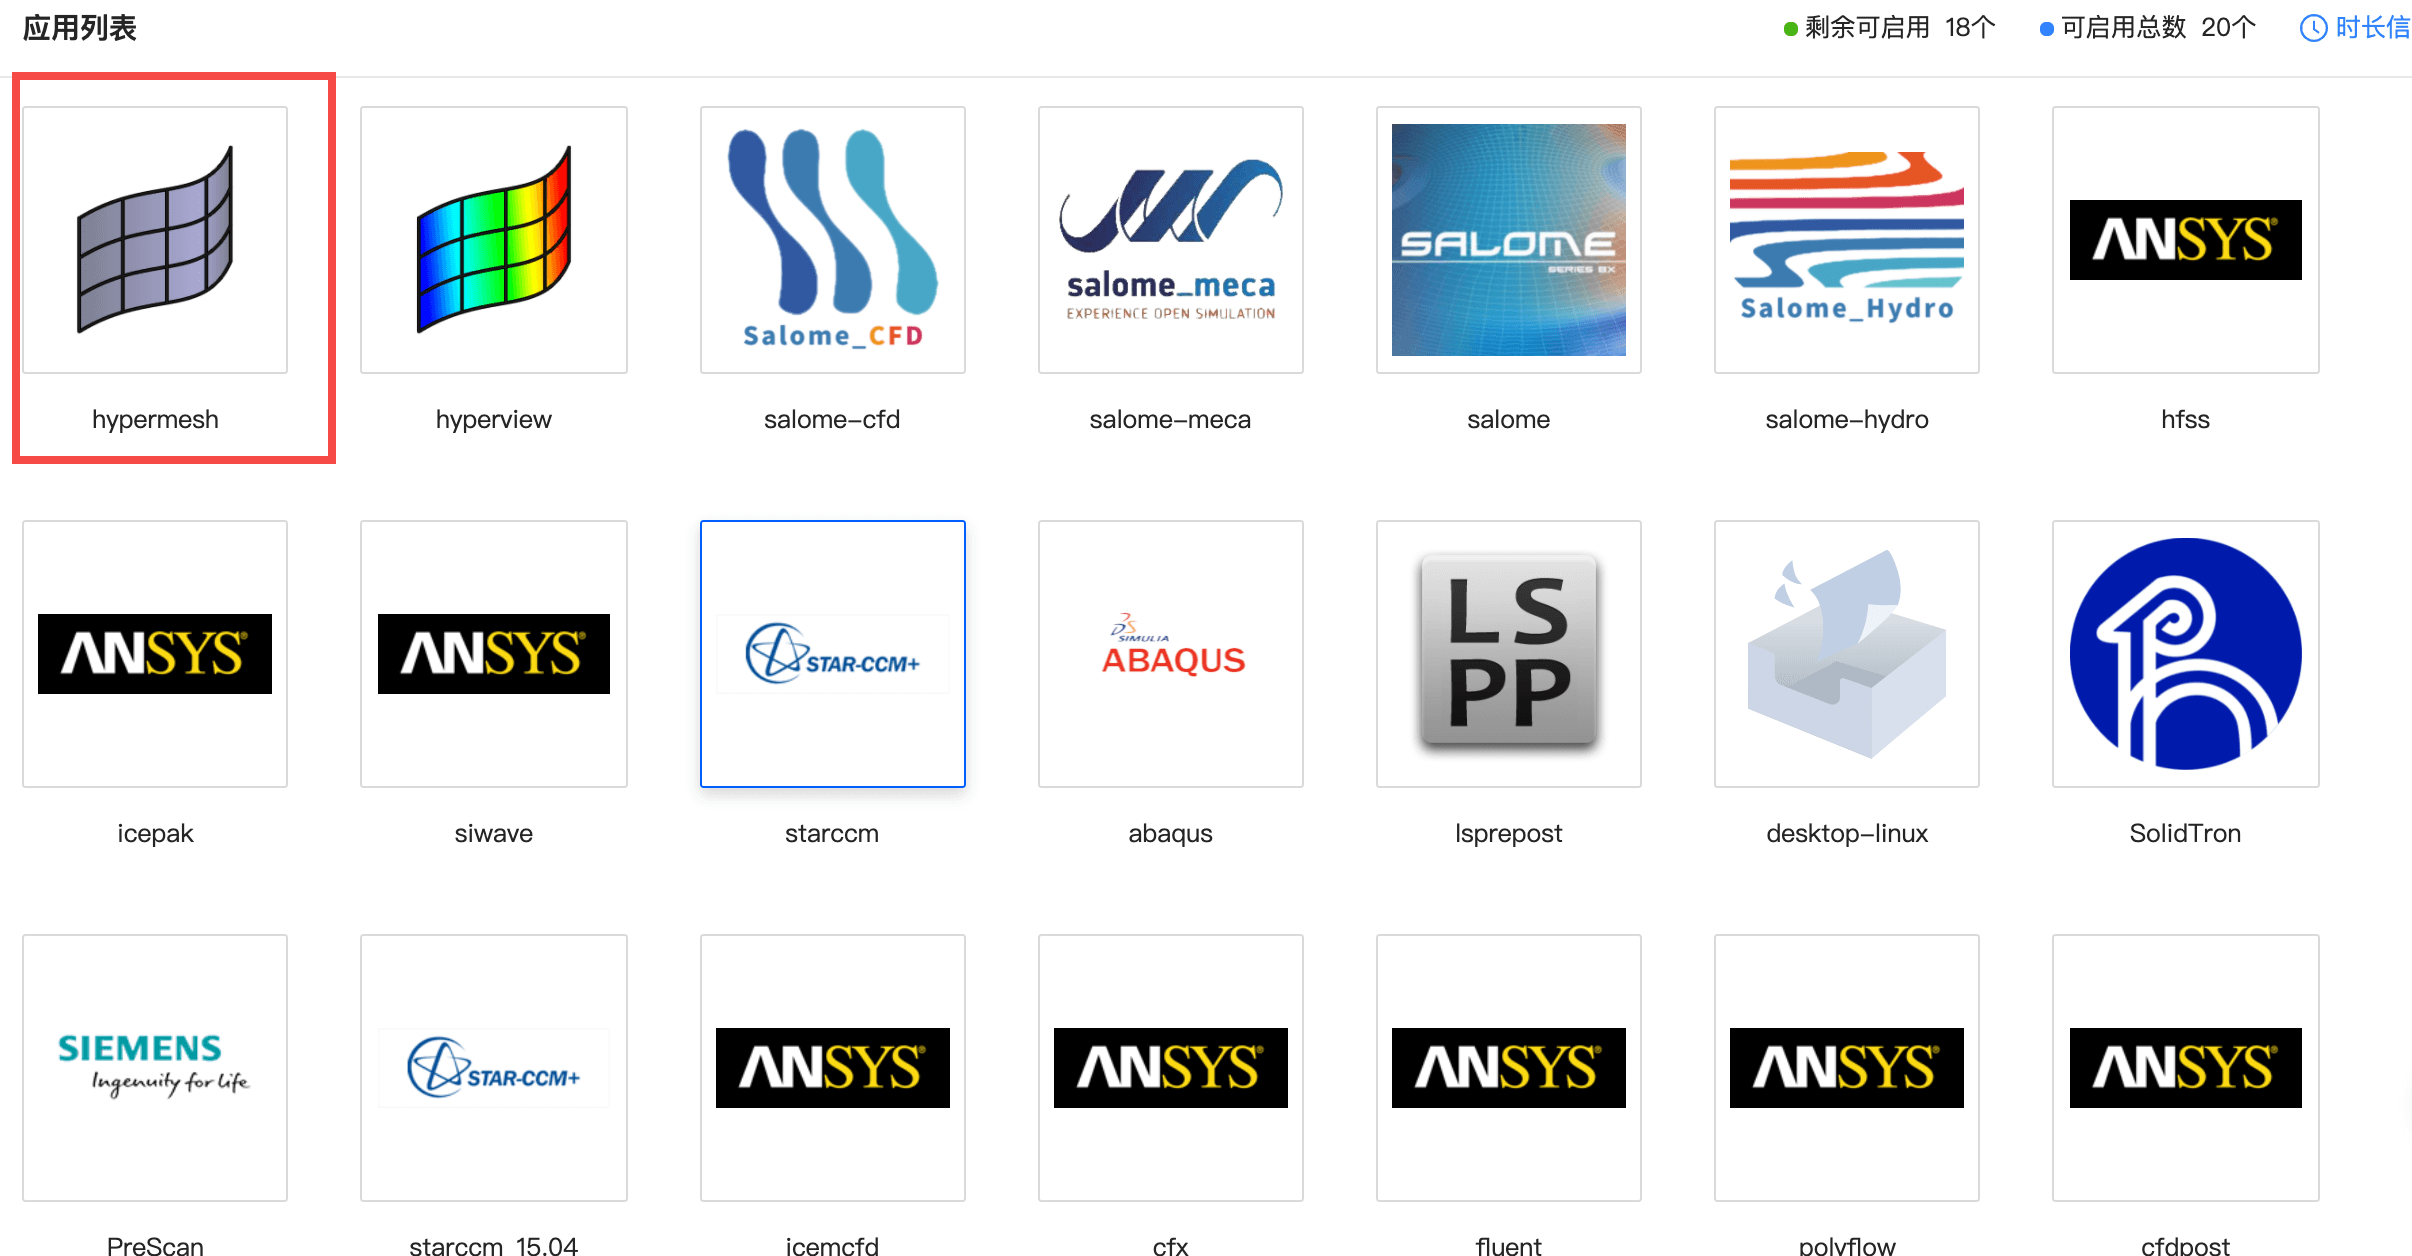 应用列表
剩余可启用 18个
可启用总数 20个
时长信
Salome_CFD
salome_meca
EXPERIENCE OPEN SIMULATION
SALOME
SERIES 8X
Salome_Hydro
ANSYS®
hypermesh
hyperview
salome-cfd
salome-meca
salome
salome-hydro
hfss
ANSYS®
ANSYS®
STAR-CCM+
SIMULIA
ABAQUS
LS
PP
icepak
siwave
starccm
abaqus
lsprepost
desktop-linux
SolidTron
SIEMENS
Ingenuity for life
STAR-CCM+
ANSYS®
ANSYS®
ANSYS®
ANSYS®
ANSYS®
PreScan
starccm_15.04
icemcfd
cfx
fluent
polyflow
cfdpost